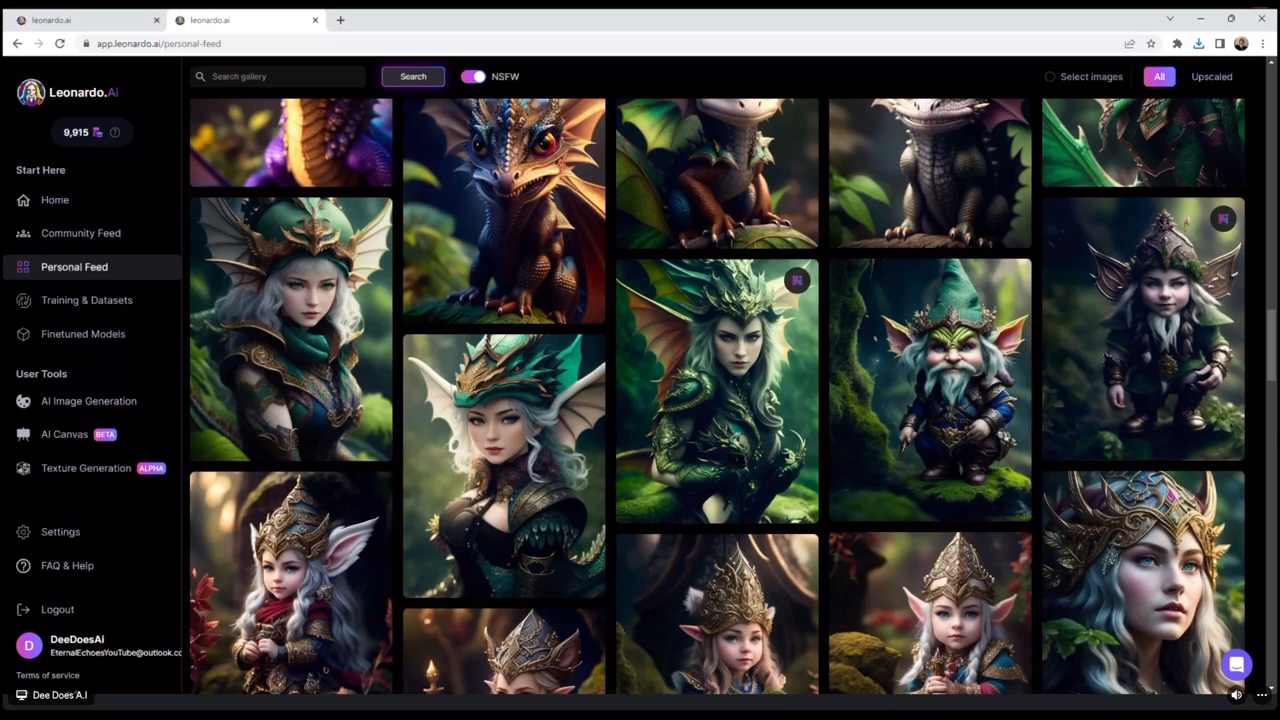 leonardo.ai
leonardo.ai
app.leonardo.ai/personal-feed
Leonardo.Ai
Search gallery
Search
NSFW
Select images
All
Upscaled
9,915
Start Here
Home
Community Feed
Personal Feed
Training & Datasets
Finetuned Models
User Tools
AI Image Generation
AI Canvas BETA
Texture Generation ALPHA
Settings
FAQ & Help
Logout
D
DeeDoesAi
EternalEchoesYouTube@outlook.cc
Terms of service
Dee Does A.I